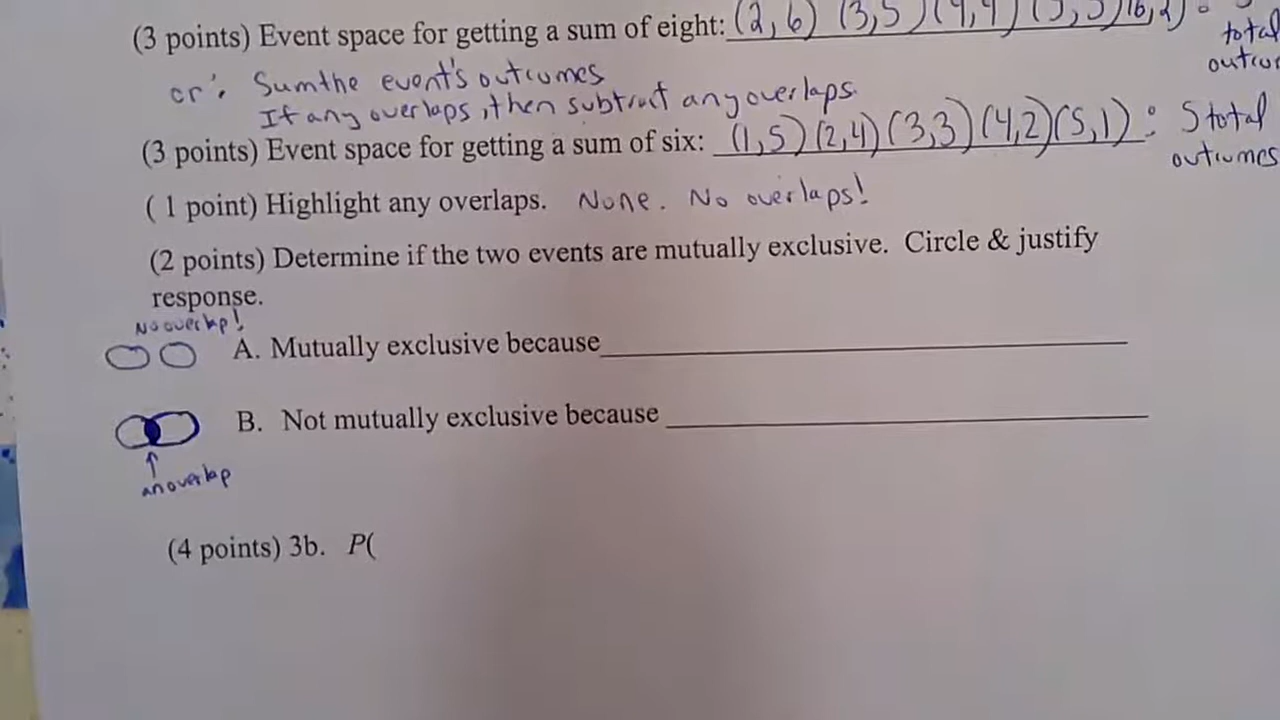 (3 points) Event space for getting a sum of eight: (2,6) (3,5) (4,4) (5,3) (6,2) :
total
or: Sum the event's outcomes
If any overlaps, then subtract any overlaps.
(3 points) Event space for getting a sum of six: (1,5) (2,4) (3,3) (4,2) (5,1) : 5 total
outcomes
( 1 point) Highlight any overlaps. None. No overlaps!
(2 points) Determine if the two events are mutually exclusive. Circle & justify
response.
No overlap!
A. Mutually exclusive because
B. Not mutually exclusive because
an overlap
(4 points) 3b. P(